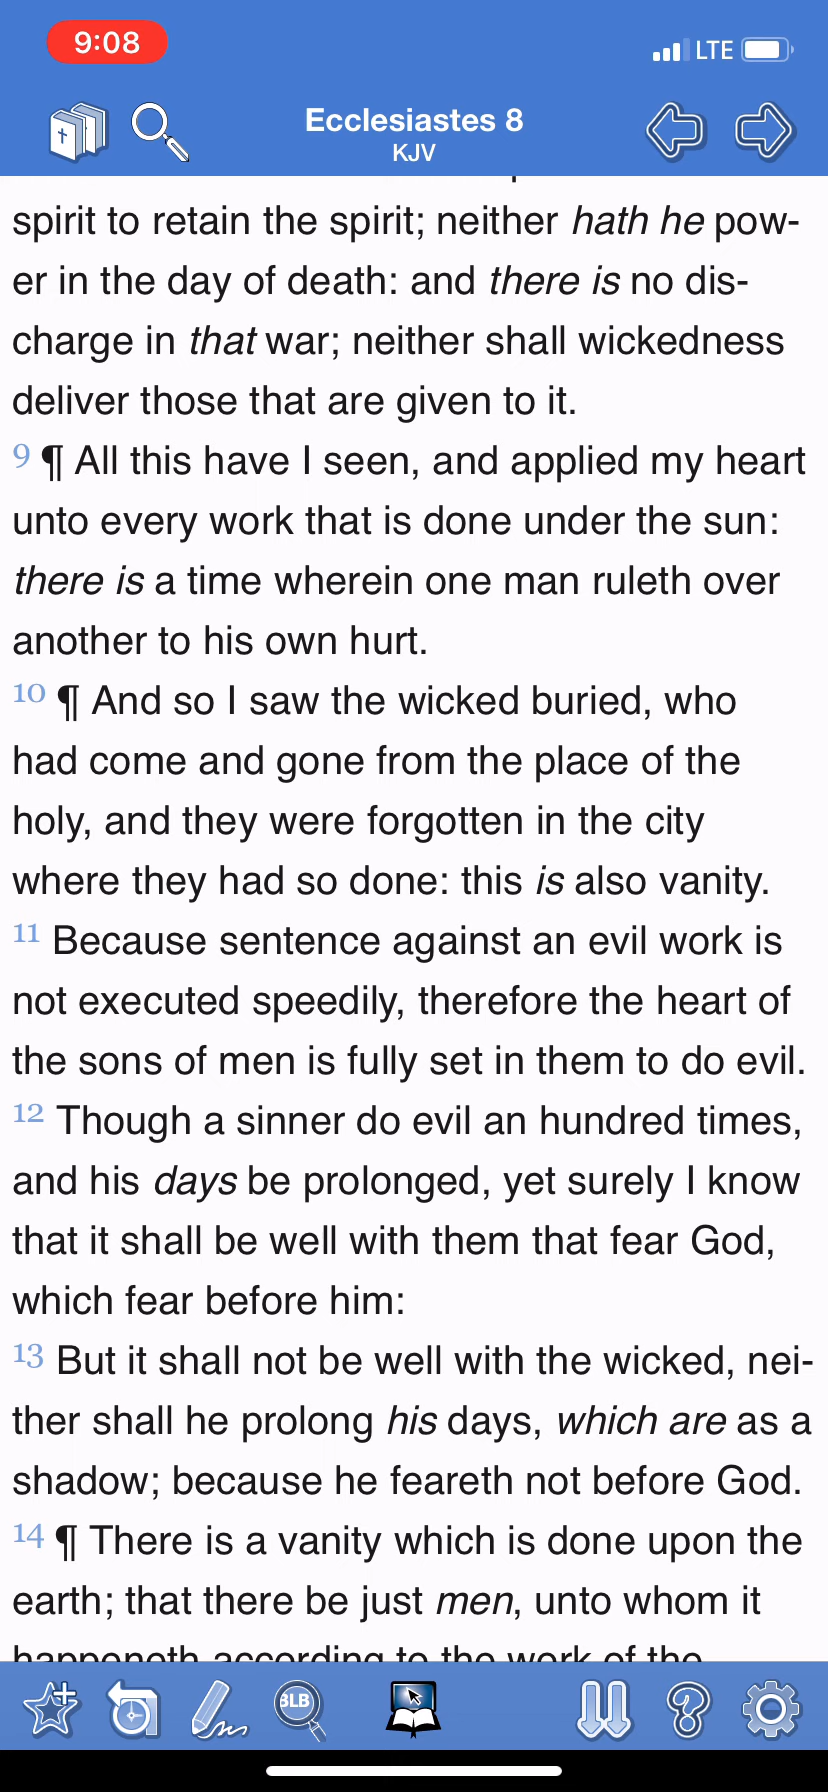 9:08
LTE
Ecclesiastes 8
KJV
spirit to retain the spirit; neither hath he pow-
er in the day of death: and there is no dis-
charge in that war; neither shall wickedness
deliver those that are given to it.
9 ¶ All this have I seen, and applied my heart
unto every work that is done under the sun:
there is a time wherein one man ruleth over
another to his own hurt.
10 ¶ And so I saw the wicked buried, who
had come and gone from the place of the
holy, and they were forgotten in the city
where they had so done: this is also vanity.
11 Because sentence against an evil work is
not executed speedily, therefore the heart of
the sons of men is fully set in them to do evil.
12 Though a sinner do evil an hundred times,
and his days be prolonged, yet surely I know
that it shall be well with them that fear God,
which fear before him:
13 But it shall not be well with the wicked, nei-
ther shall he prolong his days, which are as a
shadow; because he feareth not before God.
14 ¶ There is a vanity which is done upon the
earth; that there be just men, unto whom it
happeneth according to the work of the
BLB